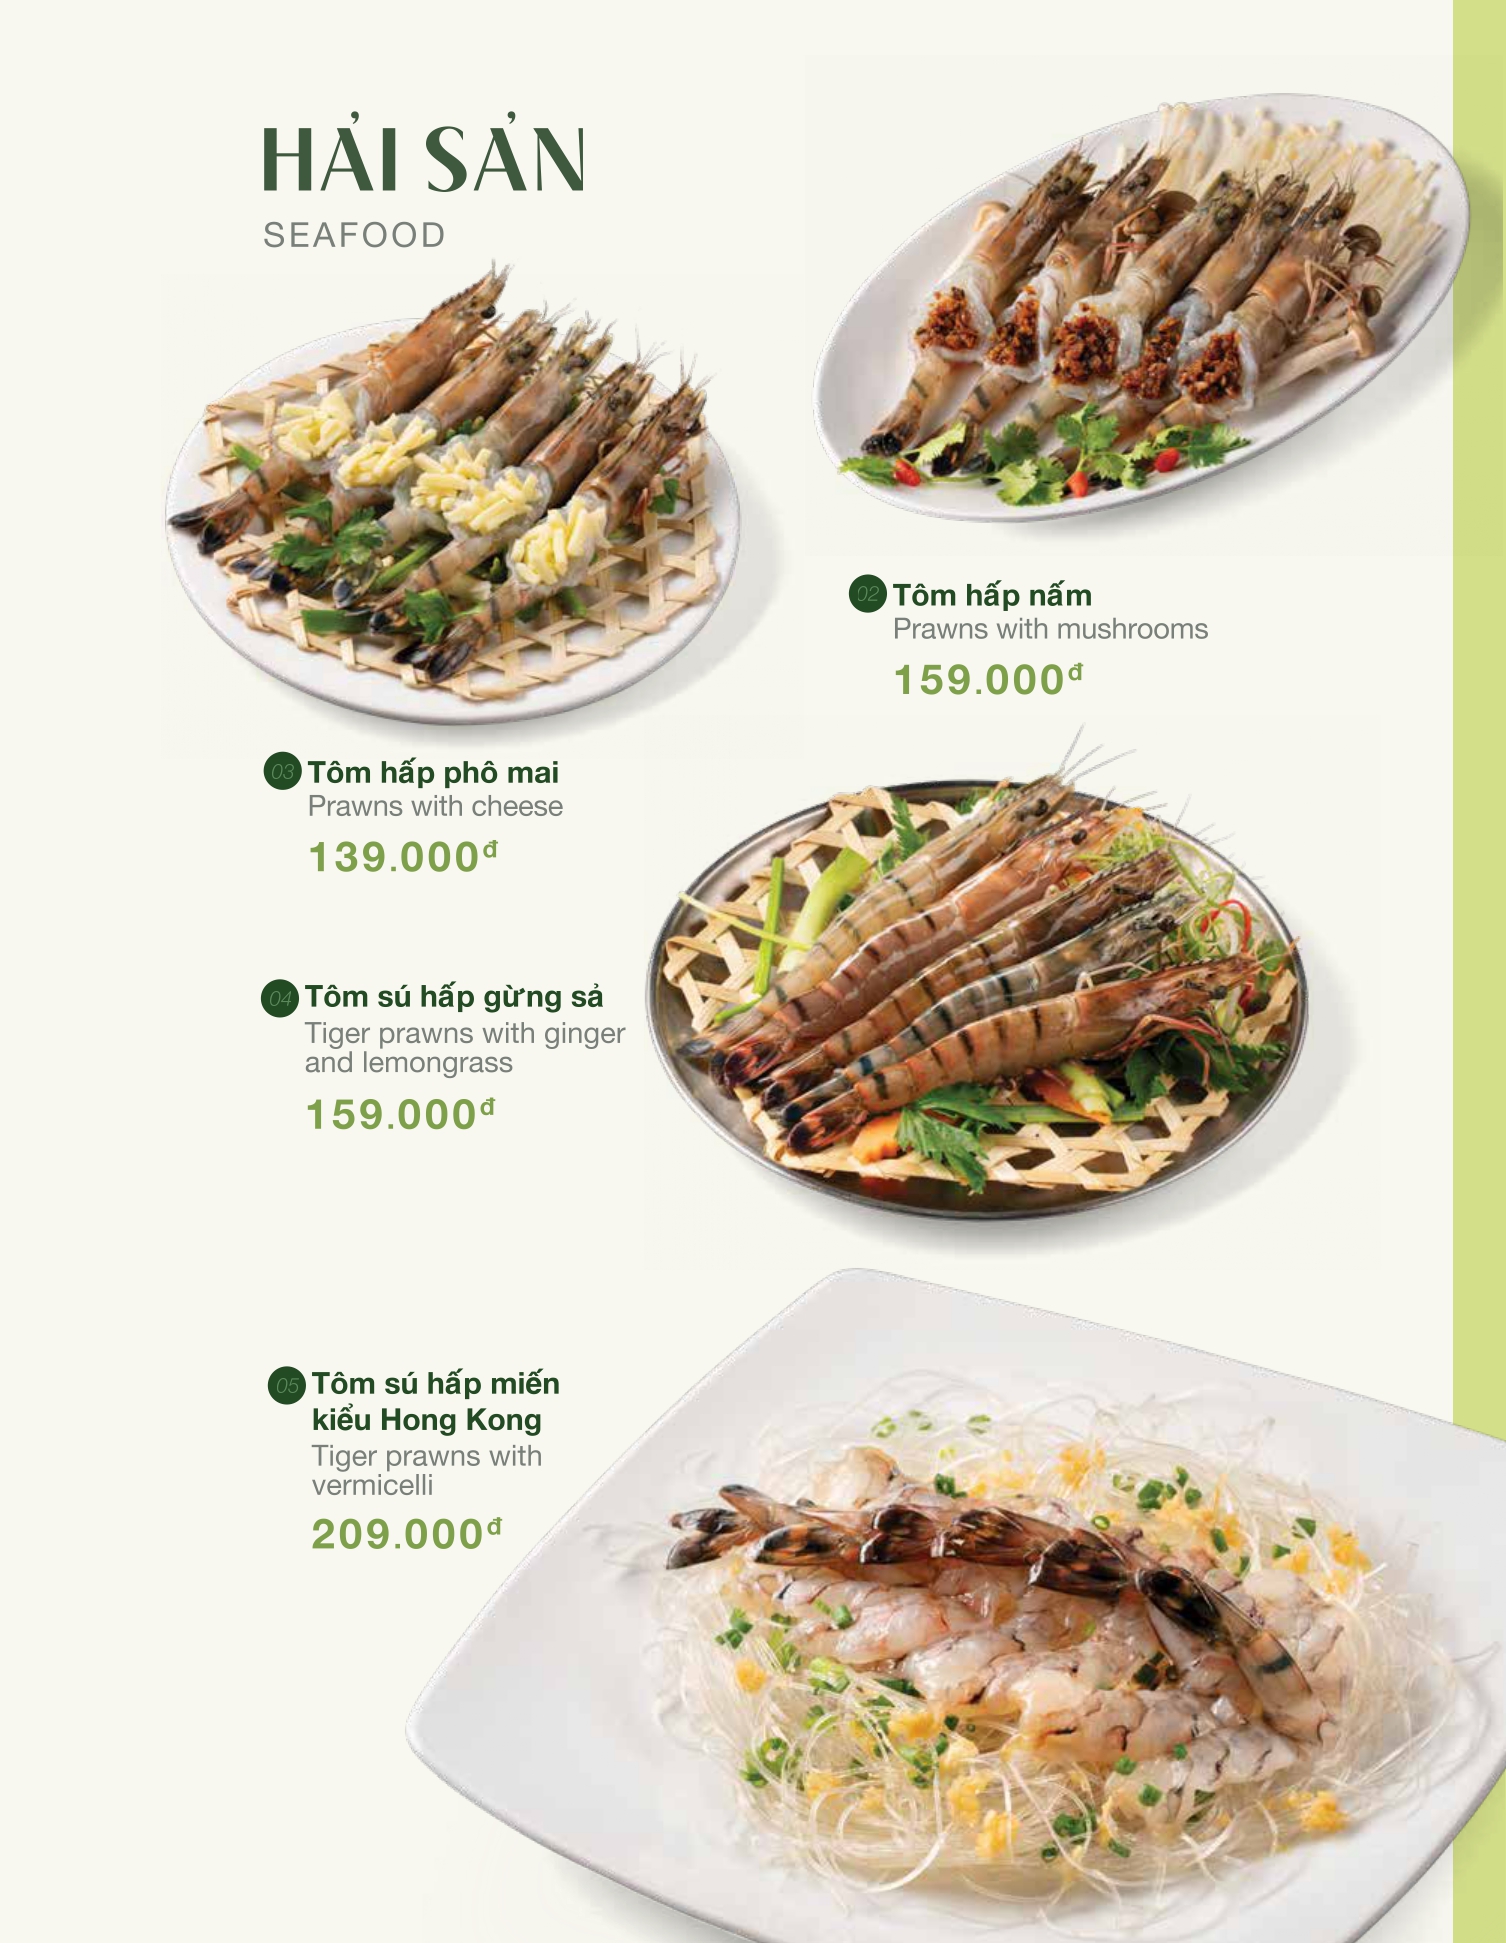 HẢI SẢN
SEAFOOD
02 Tôm hấp nấm
Prawns with mushrooms
159.000đ
03 Tôm hấp phô mai
Prawns with cheese
139.000đ
04 Tôm sú hấp gừng sả
Tiger prawns with ginger
and lemongrass
159.000đ
05 Tôm sú hấp miến
kiểu Hong Kong
Tiger prawns with
vermicelli
209.000đ